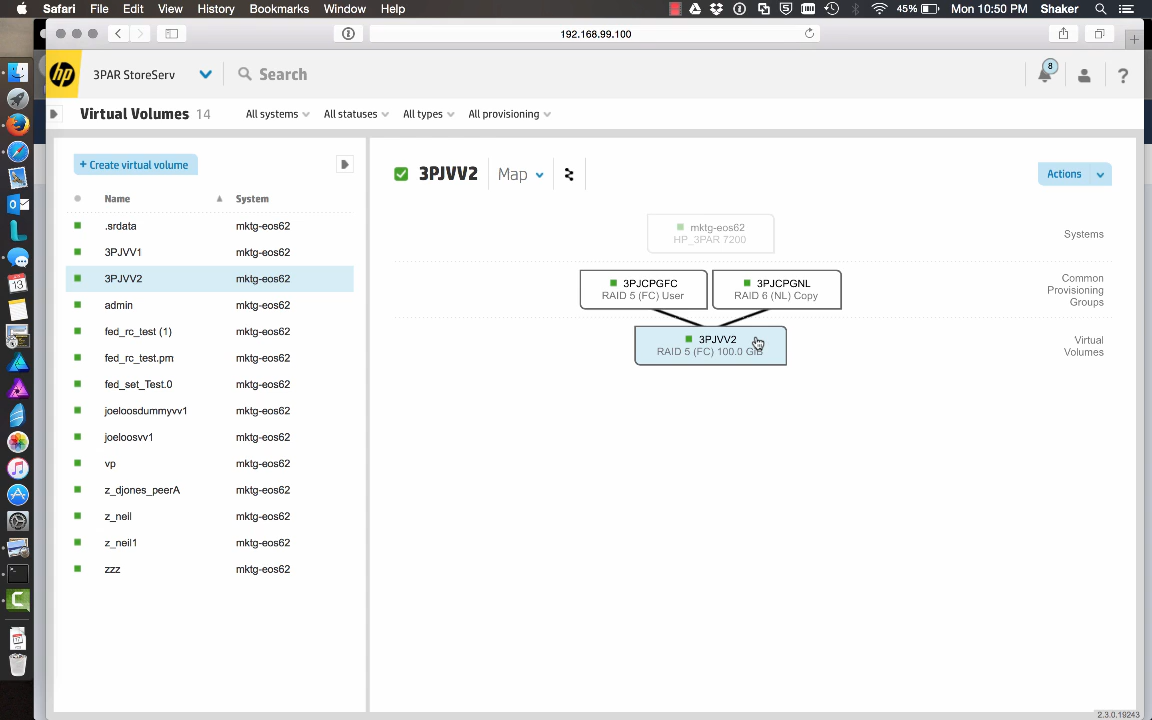 Safari File Edit View History Bookmarks Window Help 45% Mon 10:50 PM Shaker
192.168.99.100
hp 3PAR StoreServ Search 8 ?
Virtual Volumes 14 All systems All statuses All types All provisioning
+ Create virtual volume
Name System
.srdata mktg-eos62
3PJVV1 mktg-eos62
3PJVV2 mktg-eos62
admin mktg-eos62
fed_rc_test (1) mktg-eos62
fed_rc_test.pm mktg-eos62
fed_set_Test.0 mktg-eos62
joeloosdummyvv1 mktg-eos62
joeloosvv1 mktg-eos62
vp mktg-eos62
z_djones_peerA mktg-eos62
z_neil mktg-eos62
z_neil1 mktg-eos62
zzz mktg-eos62
3PJVV2 Map Actions
mktg-eos62
HP_3PAR 7200
Systems
3PJCPGFC
RAID 5 (FC) User
3PJCPGNL
RAID 6 (NL) Copy
Common
Provisioning
Groups
3PJVV2
RAID 5 (FC) 100.0 GiB
Virtual
Volumes
2.3.0.19243